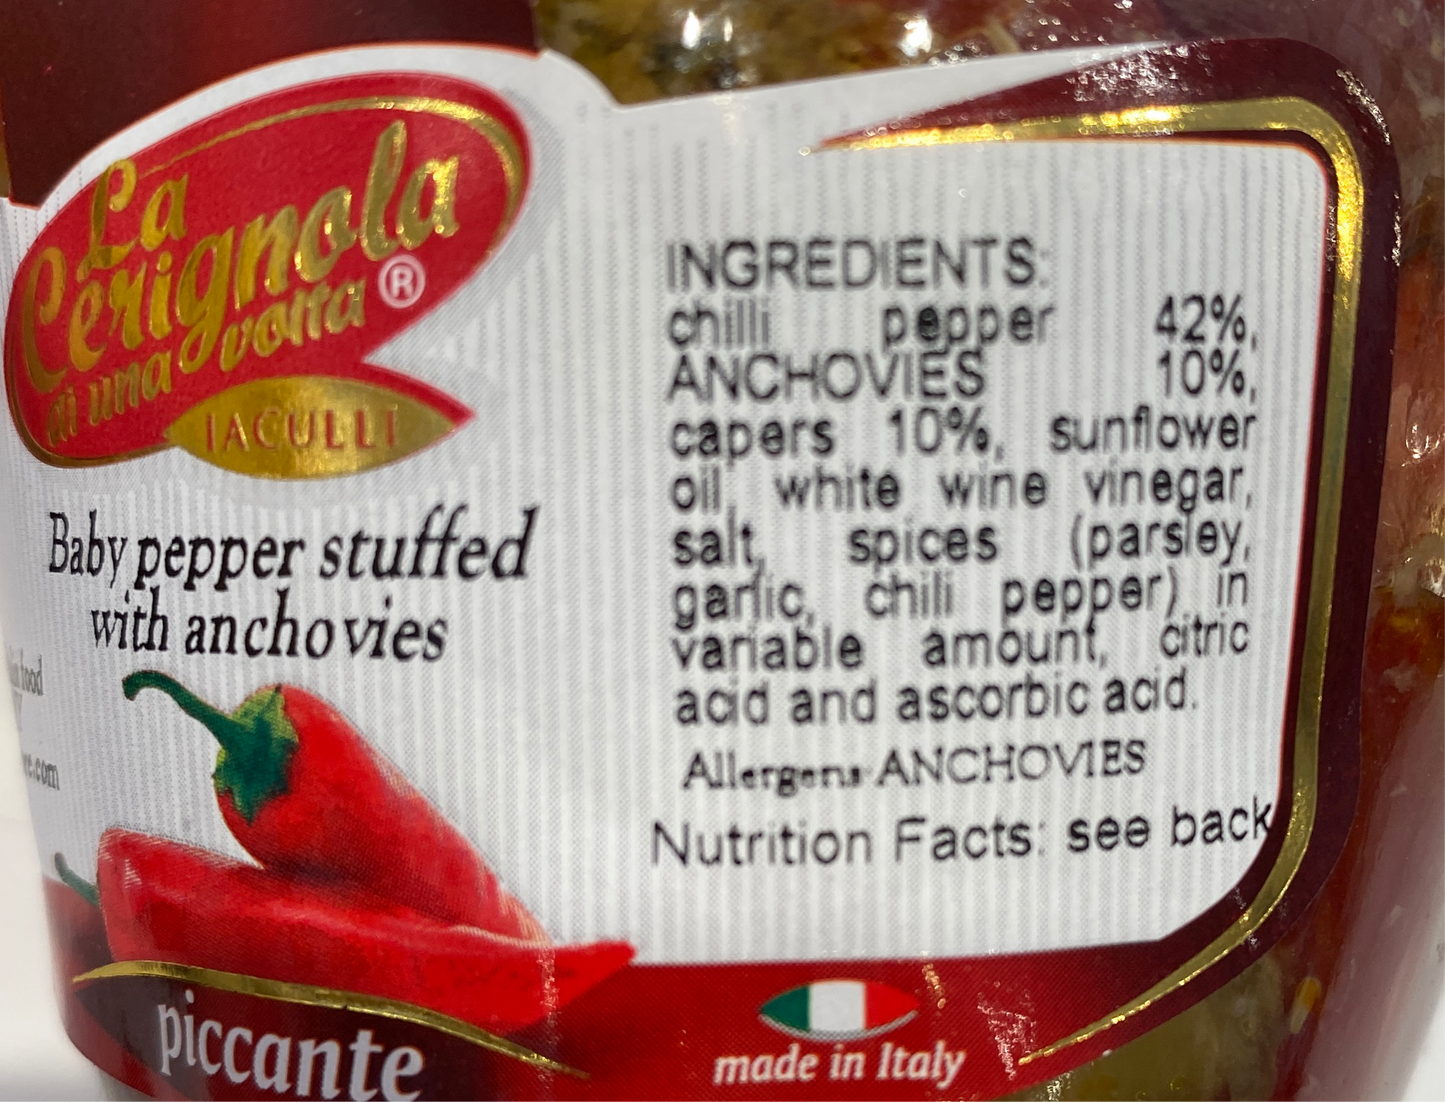 La
Cerignola
di una volta ®
IACULLI
Baby pepper stuffed
with anchovies
food
.com
piccante
INGREDIENTS:
chilli pepper 42%,
ANCHOVIES 10%,
capers 10%, sunflower
oil, white wine vinegar,
salt, spices (parsley,
garlic, chili pepper) in
variable amount, citric
acid and ascorbic acid.
Allergens: ANCHOVIES
Nutrition Facts: see back
made in Italy